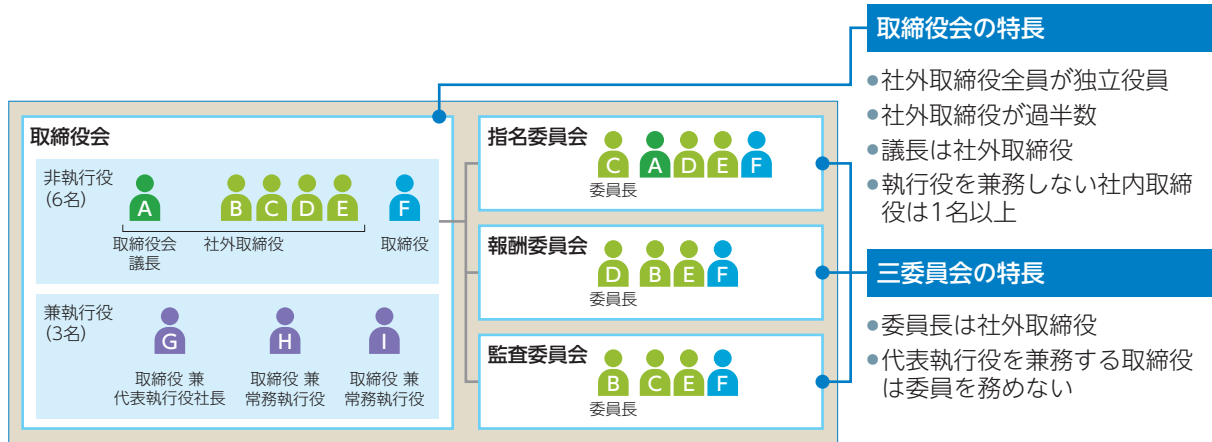 取締役会
非執行役
(6名)
A
B
C
D
E
F
取締役会
議長
社外取締役
取締役
兼執行役
(3名)
G
H
I
取締役 兼
代表執行役社長
取締役 兼
常務執行役
取締役 兼
常務執行役
指名委員会
C
A
D
E
F
委員長
報酬委員会
D
B
E
F
委員長
監査委員会
B
C
E
F
委員長
取締役会の特長
●社外取締役全員が独立役員
●社外取締役が過半数
●議長は社外取締役
●執行役を兼務しない社内取締
役は1名以上
三委員会の特長
●委員長は社外取締役
●代表執行役を兼務する取締役
は委員を務めない